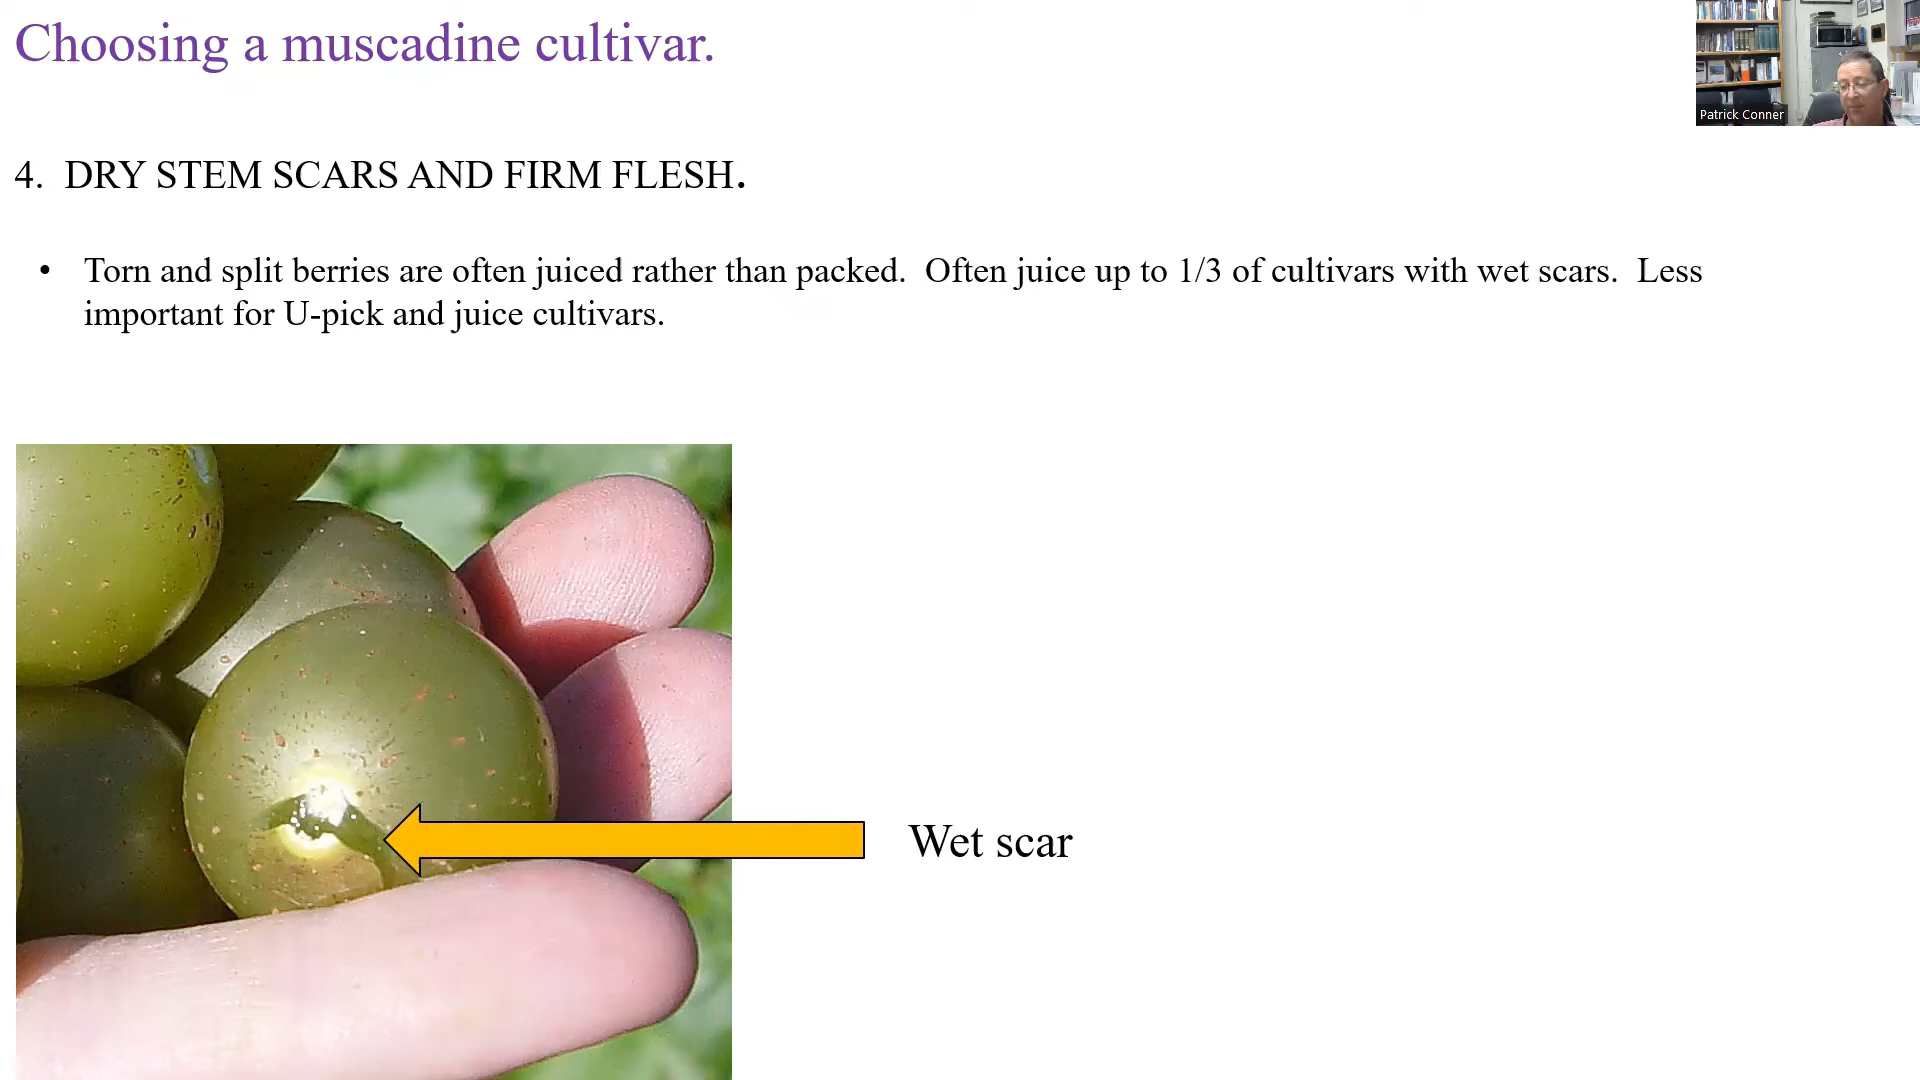 Choosing a muscadine cultivar.
Patrick Conner
4. DRY STEM SCARS AND FIRM FLESH.
• Torn and split berries are often juiced rather than packed. Often juice up to 1/3 of cultivars with wet scars. Less
important for U-pick and juice cultivars.
Wet scar